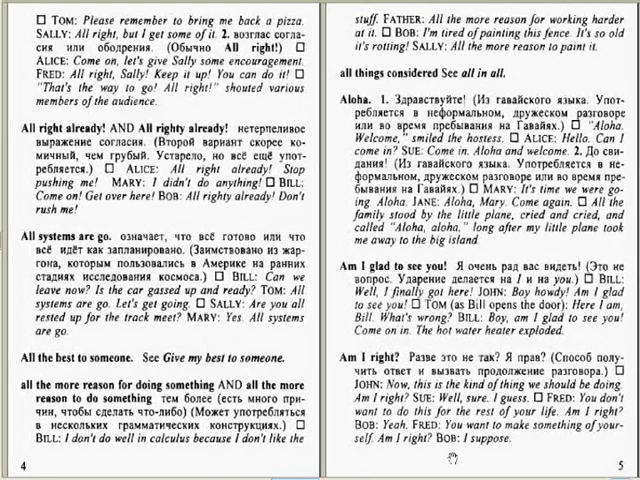 ☐ TOM: Please remember to bring me back a pizza.
SALLY: All right, but I get some of it. 2. возглас согла-
сия или ободрения. (Обычно All right!) ☐
ALICE: Come on, let's give Sally some encouragement.
FRED: All right, Sally! Keep it up! You can do it! ☐
"That's the way to go! All right!" shouted various
members of the audience.
All right already! AND All righty already! нетерпеливое
выражение согласия. (Второй вариант скорее ко-
мичный, чем грубый. Устарело, но всё ещё упот-
ребляется.) ☐ ALICE: All right already! Stop
pushing me! MARY: I didn't do anything! ☐ BILL:
Come on! Get over here! BOB: All righty already! Don't
rush me!
All systems are go. означает, что всё готово или что
всё идёт как запланировано. (Заимствовано из жар-
гона, которым пользовались в Америке на ранних
стадиях исследования космоса.) ☐ BILL: Can we
leave now? Is the car gassed up and ready? TOM: All
systems are go. Let's get going. ☐ SALLY: Are you all
rested up for the track meet? MARY: Yes. All systems
are go.
All the best to someone. See Give my best to someone.
all the more reason for doing something AND all the more
reason to do something тем более (есть много при-
чин, чтобы сделать что-либо) (Может употребляться
в нескольких грамматических конструкциях.) ☐
BILL: I don't do well in calculus because I don't like the
4
stuff. FATHER: All the more reason for working harder
at it. ☐ BOB: I'm tired of painting this fence. It's so old
it's rotting! SALLY: All the more reason to paint it.
all things considered See all in all.
Aloha. 1. Здравствуйте! (Из гавайского языка. Упот-
ребляется в неформальном, дружеском разговоре
или во время пребывания на Гавайях.) ☐ "Aloha.
Welcome," smiled the hostess. ☐ ALICE: Hello. Can I
come in? SUE: Come in. Aloha and welcome. 2. До сви-
дания! (Из гавайского языка. Употребляется в не-
формальном, дружеском разговоре или во время пре-
бывания на Гавайях.) ☐ MARY: It's time we were go-
ing. Aloha. JANE: Aloha, Mary. Come again. ☐ All the
family stood by the little plane, cried and cried, and
called "Aloha, aloha," long after my little plane took
me away to the big island.
Am I glad to see you! Я очень рад вас видеть! (Это не
вопрос. Ударение делается на I и на you.) ☐ BILL:
Well, I finally got here! JOHN: Boy howdy! Am I glad
to see you! ☐ TOM (as Bill opens the door): Here I am,
Bill. What's wrong? BILL: Boy, am I glad to see you!
Come on in. The hot water heater exploded.
Am I right? Разве это не так? Я прав? (Способ полу-
чить ответ и вызвать продолжение разговора.) ☐
JOHN: Now, this is the kind of thing we should be doing.
Am I right? SUE: Well, sure. I guess. ☐ FRED: You don't
want to do this for the rest of your life. Am I right?
BOB: Yeah. FRED: You want to make something of your-
self. Am I right? BOB: I suppose.
5